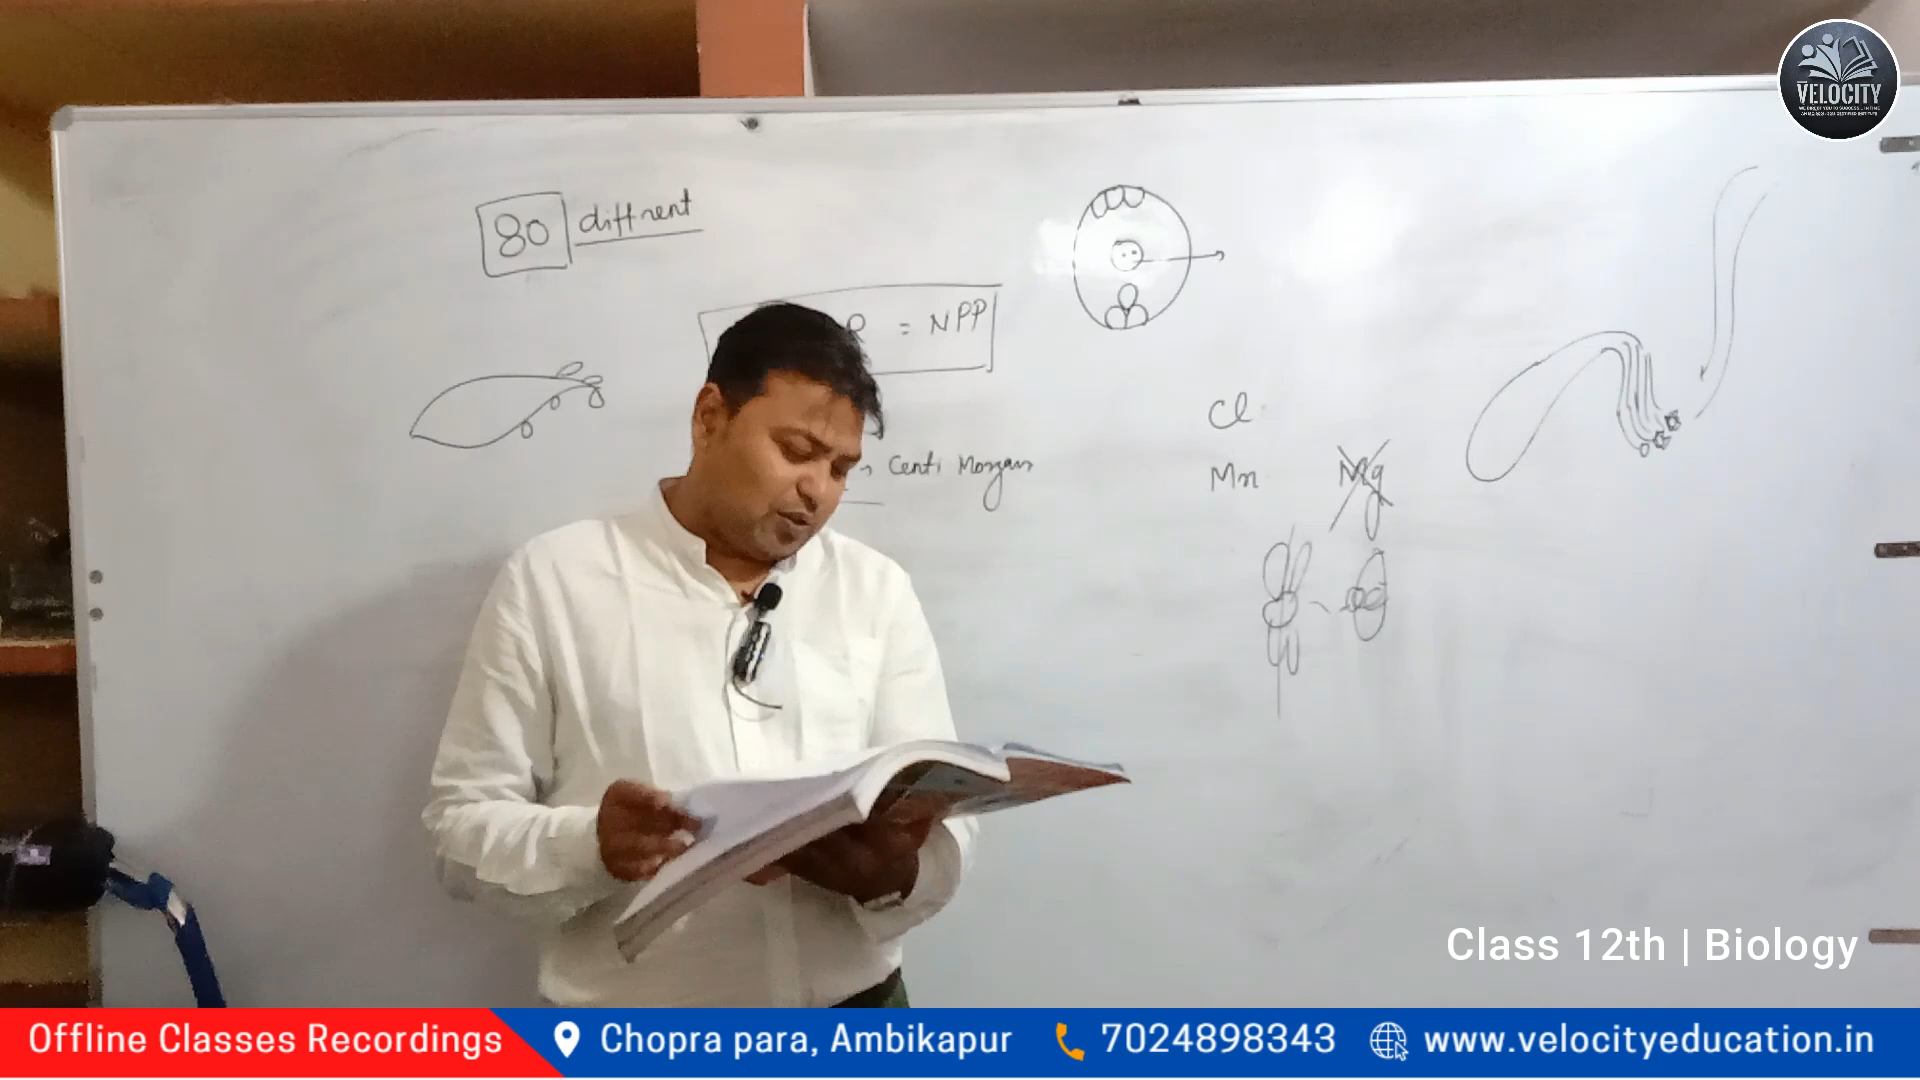 VELOCITY
80 diffrent
R = NPP
Centi Morgan
Cl
Mn Mg
Class 12th | Biology
Offline Classes Recordings
Chopra para, Ambikapur
7024898343
www.velocityeducation.in